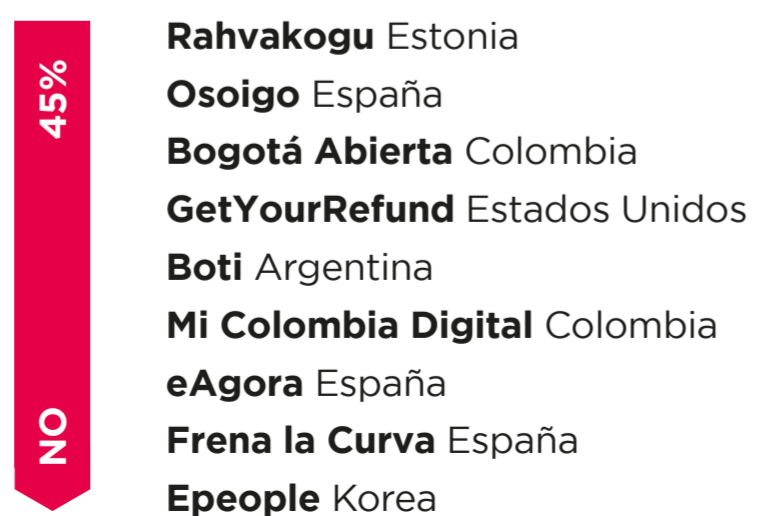 45%
NO
Rahvakogu Estonia
Osoigo España
Bogotá Abierta Colombia
GetYourRefund Estados Unidos
Boti Argentina
Mi Colombia Digital Colombia
eAgora España
Frena la Curva España
Epeople Korea